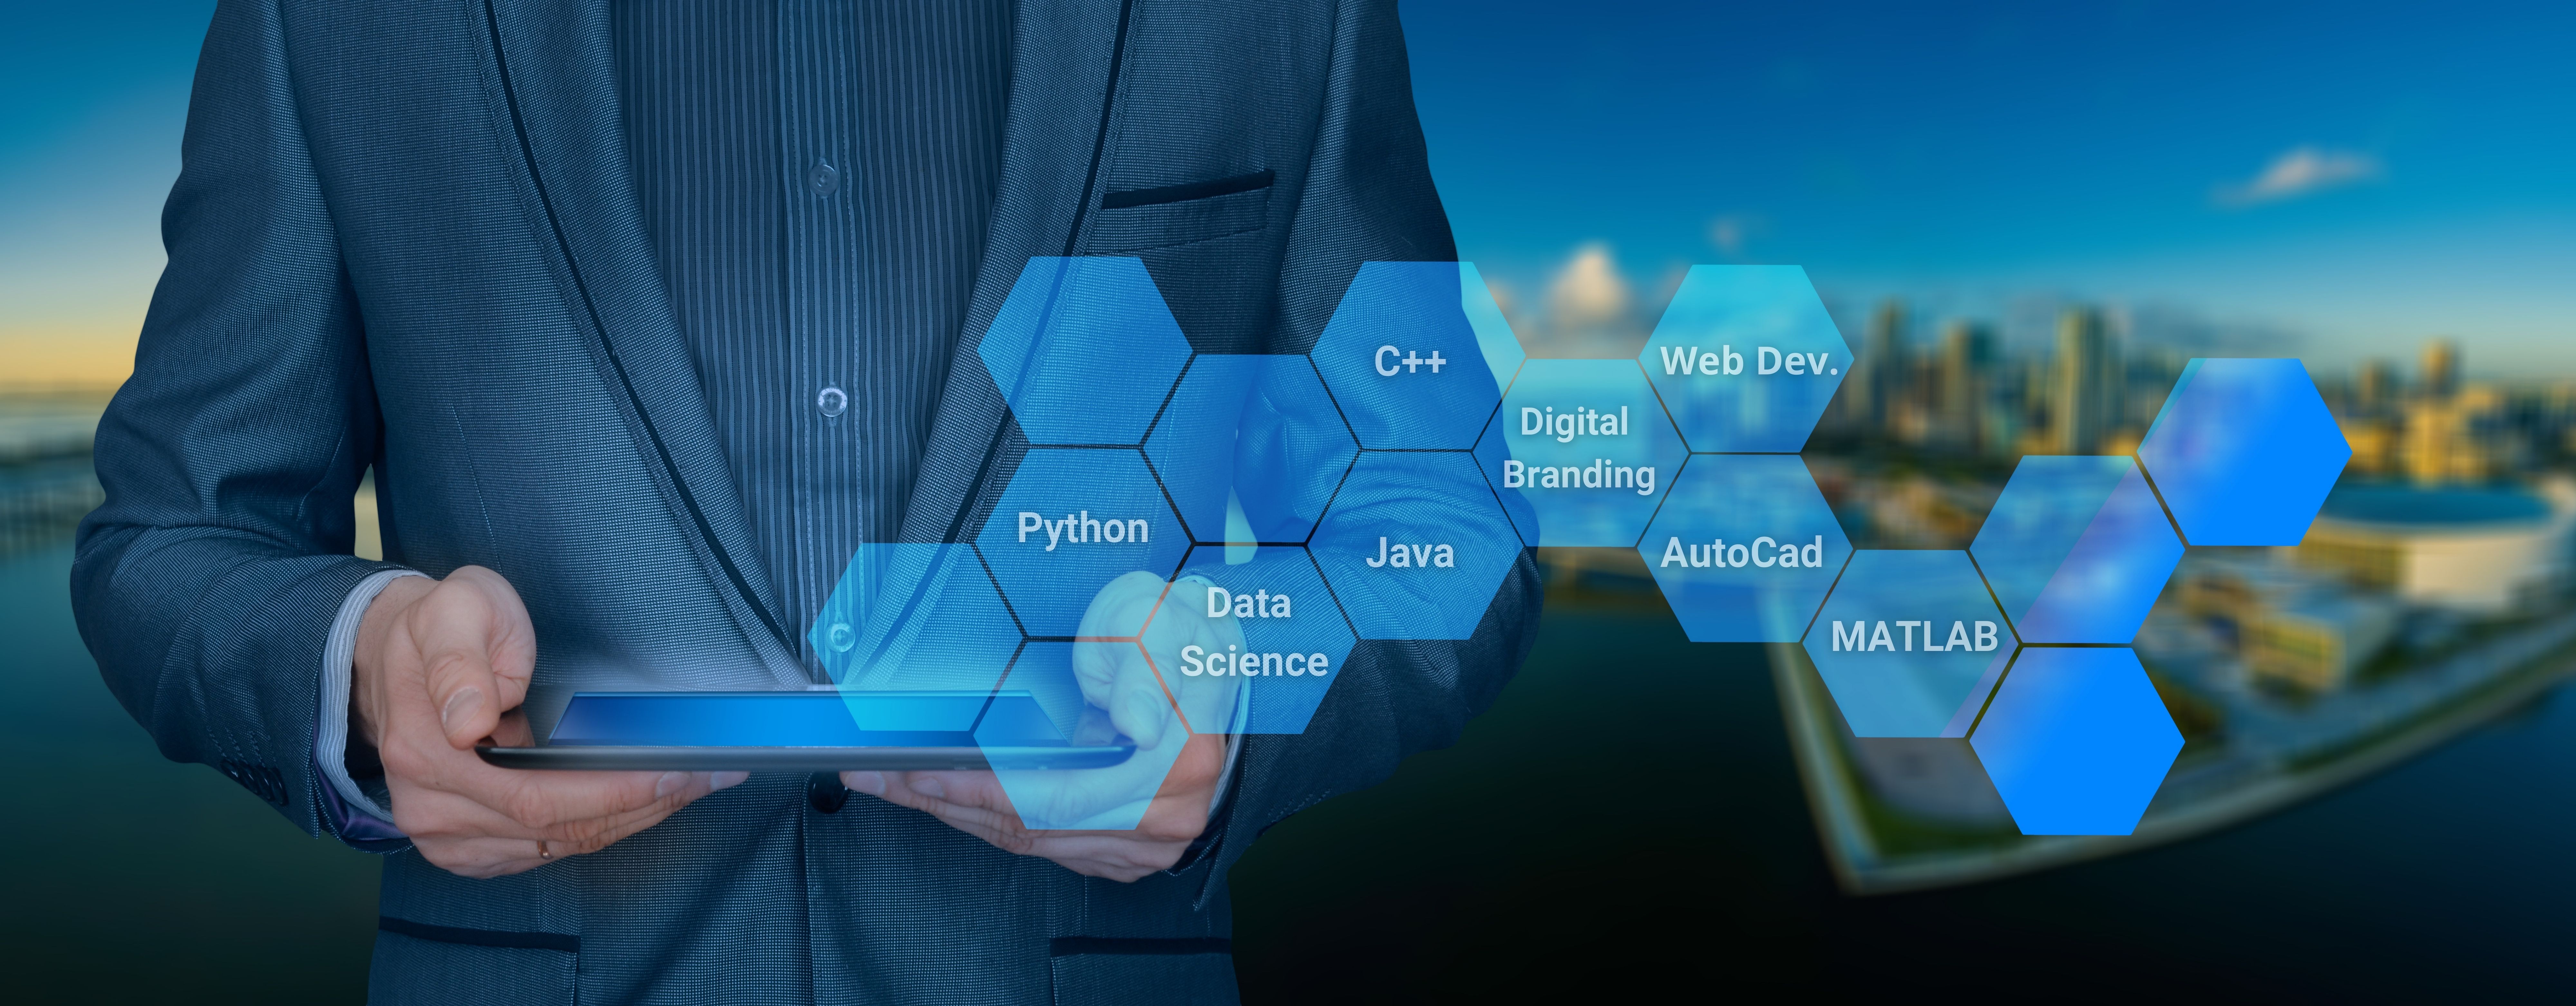 C++
Web Dev.
Digital
Branding
Python
Java
AutoCad
Data
Science
MATLAB